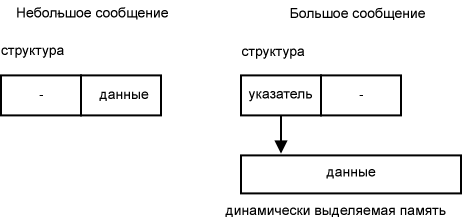 Небольшое сообщение
структура
- данные
Большое сообщение
структура
указатель -
данные
динамически выделяемая память